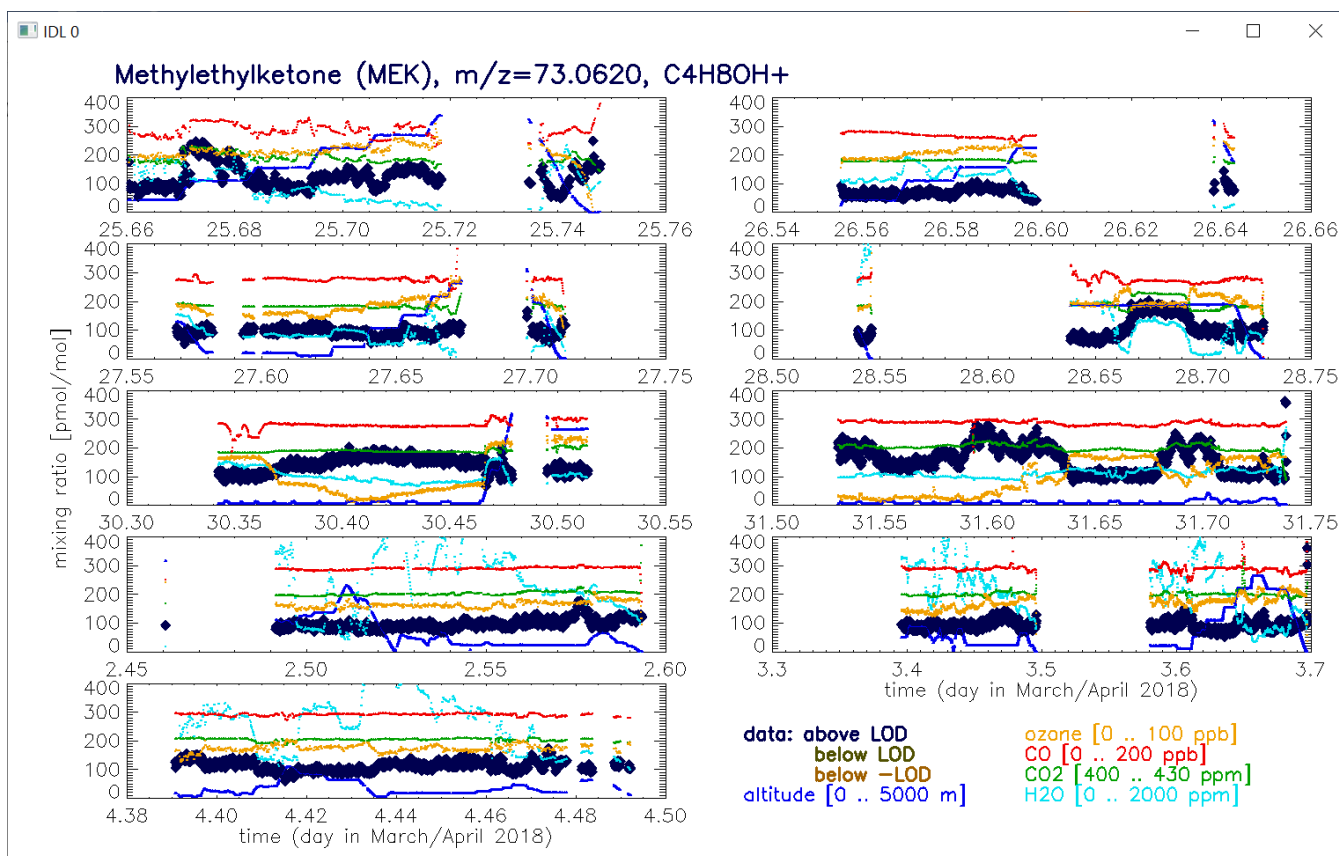 IDL 0
Methylethylketone (MEK), m/z=73.0620, C4H8OH+
mixing ratio [pmol/mol]
400
300
200
100
0
25.66 25.68 25.70 25.72 25.74 25.76
400
300
200
100
0
26.54 26.56 26.58 26.60 26.62 26.64 26.66
400
300
200
100
0
27.55 27.60 27.65 27.70 27.75
400
300
200
100
0
28.50 28.55 28.60 28.65 28.70 28.75
400
300
200
100
0
30.30 30.35 30.40 30.45 30.50 30.55
400
300
200
100
0
31.50 31.55 31.60 31.65 31.70 31.75
400
300
200
100
0
2.45 2.50 2.55 2.60
400
300
200
100
0
3.3 3.4 3.5 3.6 3.7
time (day in March/April 2018)
400
300
200
100
0
4.38 4.40 4.42 4.44 4.46 4.48 4.50
time (day in March/April 2018)
data: above LOD
below LOD
below -LOD
altitude [0 .. 5000 m]
ozone [0 .. 100 ppb]
CO [0 .. 200 ppb]
CO2 [400 .. 430 ppm]
H2O [0 .. 2000 ppm]